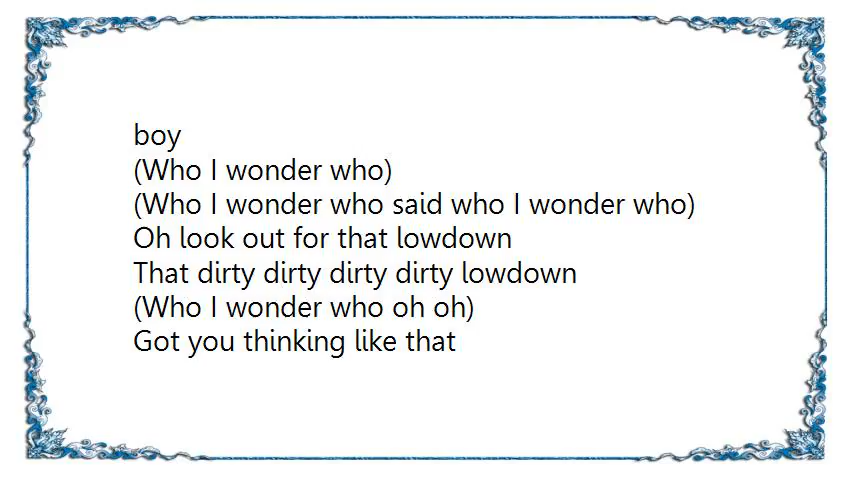 boy
(Who I wonder who)
(Who I wonder who said who I wonder who)
Oh look out for that lowdown
That dirty dirty dirty dirty lowdown
(Who I wonder who oh oh)
Got you thinking like that